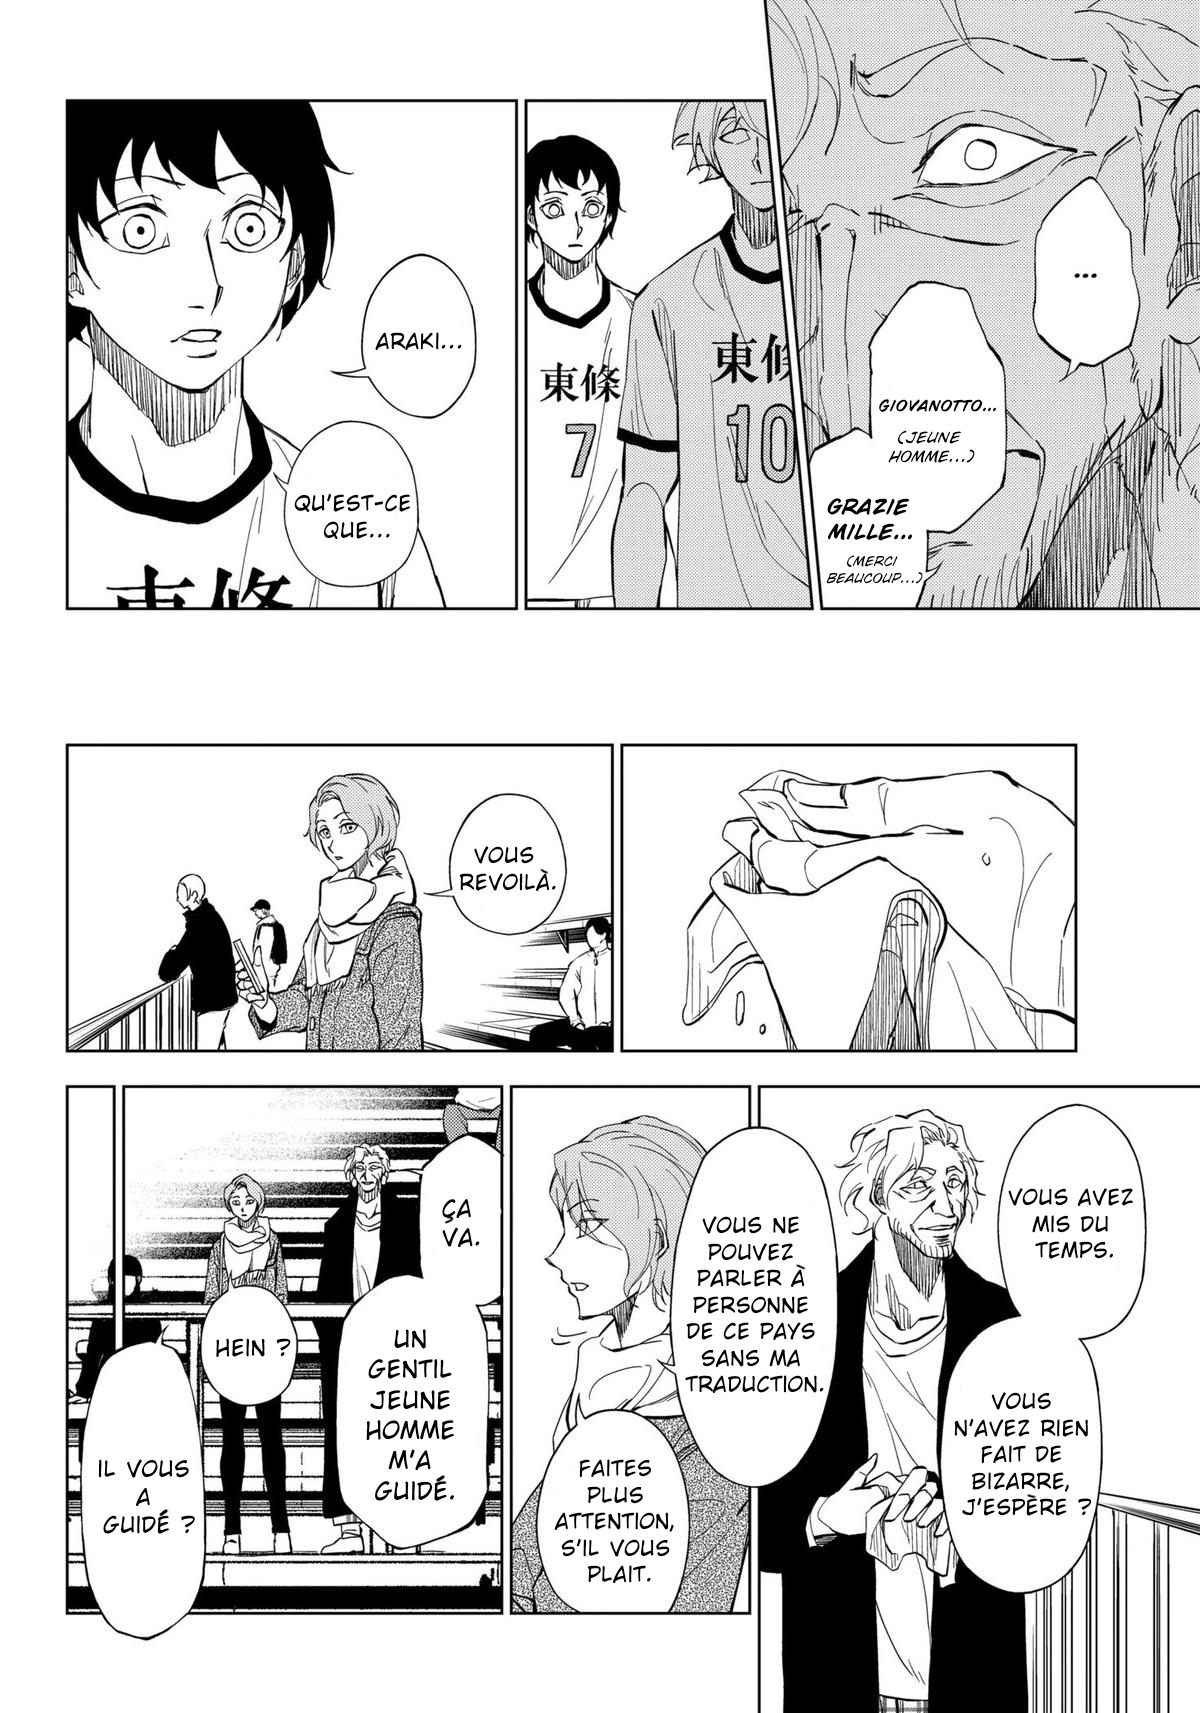 ...
GIOVANOTTO...
(JEUNE
HOMME...)
GRAZIE
MILLE...
(MERCI
BEAUCOUP...)
東條
10
東條
7
ARAKI...
QU'EST-CE
QUE...
東條
VOUS
REVOILÀ.
VOUS AVEZ
MIS DU
TEMPS.
VOUS
N'AVEZ RIEN
FAIT DE
BIZARRE,
J'ESPÈRE ?
VOUS NE
POUVEZ
PARLER À
PERSONNE
DE CE PAYS
SANS MA
TRADUCTION.
FAITES
PLUS
ATTENTION,
S'IL VOUS
PLAIT.
ÇA
VA.
UN
GENTIL
JEUNE
HOMME
M'A
GUIDÉ.
HEIN ?
IL VOUS
A
GUIDÉ ?